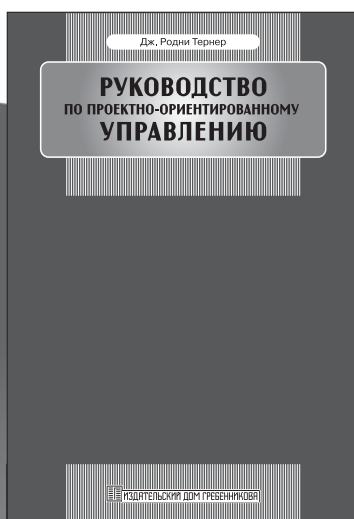 Дж. Родни Тернер
РУКОВОДСТВО
ПО ПРОЕКТНО-ОРИЕНТИРОВАННОМУ
УПРАВЛЕНИЮ
ИЗДАТЕЛЬСКИЙ ДОМ ГРЕБЕННИКОВА